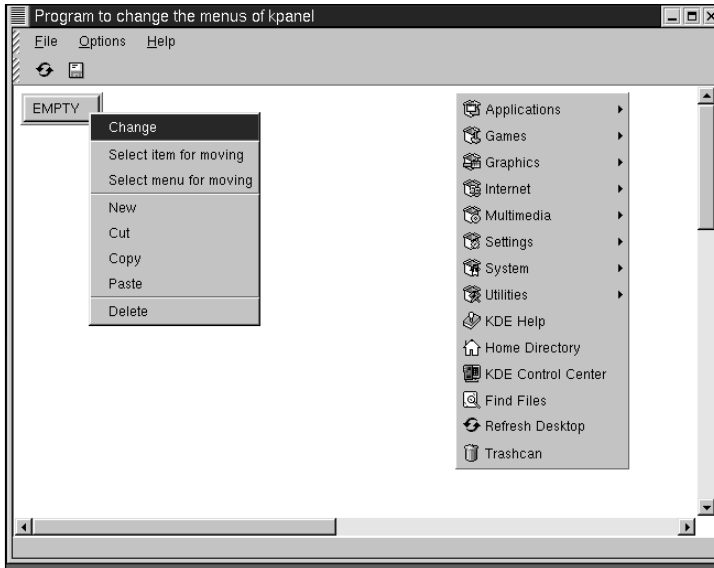 Program to change the menus of kpanel
File Options Help
EMPTY
Change
Select item for moving
Select menu for moving
New
Cut
Copy
Paste
Delete
Applications
Games
Graphics
Internet
Multimedia
Settings
System
Utilities
KDE Help
Home Directory
KDE Control Center
Find Files
Refresh Desktop
Trashcan